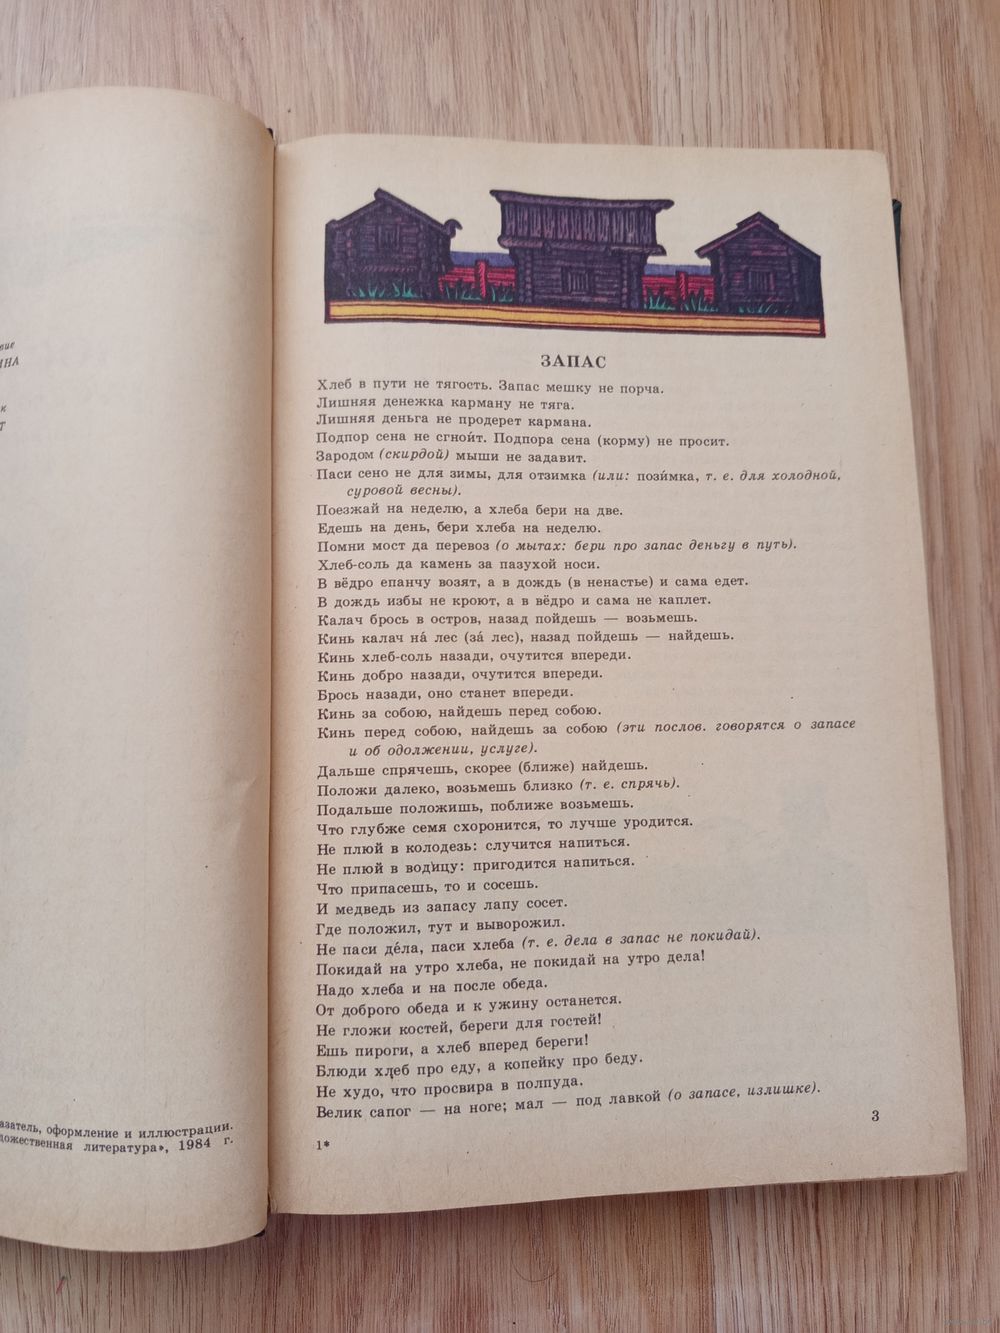 вие
ИНА
к
Т
азатель, оформление и иллюстрации.
дожественная литература», 1984 г.
ЗАПАС
Хлеб в пути не тягость. Запас мешку не порча.
Лишняя денежка карману не тяга.
Лишняя деньга не продерет кармана.
Подпор сена не сгнои́т. Подпора сена (корму) не просит.
Зародом (скирдой) мыши не задавит.
Паси сено не для зимы, для отзимка (или: пози́мка, т. е. для холодной,
суровой весны).
Поезжай на неделю, а хлеба бери на две.
Едешь на день, бери хлеба на неделю.
Помни мост да перевоз (о мытах: бери про запас деньгу в путь).
Хлеб-соль да камень за пазухой носи.
В вёдро епанчу возят, а в дождь (в ненастье) и сама едет.
В дождь избы не кроют, а в вёдро и сама не каплет.
Калач брось в остров, назад пойдешь — возьмешь.
Кинь калач на́ лес (за́ лес), назад пойдешь — найдешь.
Кинь хлеб-соль назади, очутится впереди.
Кинь добро назади, очутится впереди.
Брось назади, оно станет впереди.
Кинь за собою, найдешь перед собою.
Кинь перед собою, найдешь за собою (эти послов. говорятся о запасе
и об одолжении, услуге).
Дальше спрячешь, скорее (ближе) найдешь.
Положи далеко, возьмешь близко (т. е. спрячь).
Подальше положишь, поближе возьмешь.
Что глубже семя схоронится, то лучше уродится.
Не плюй в колодезь: случится напиться.
Не плюй в водицу: пригодится напиться.
Что припасешь, то и сосешь.
И медведь из запасу лапу сосет.
Где положил, тут и выворожил.
Не паси де́ла, паси хлеба (т. е. дела в запас не покидай).
Покидай на утро хлеба, не покидай на утро дела!
Надо хлеба и на после обеда.
От доброго обеда и к ужину останется.
Не гложи костей, береги для гостей!
Ешь пироги, а хлеб вперед береги!
Блюди хлеб про еду, а копейку про беду.
Не худо, что просвира в полпуда.
Велик сапог — на ноге; мал — под лавкой (о запасе, излишке).
3
1*